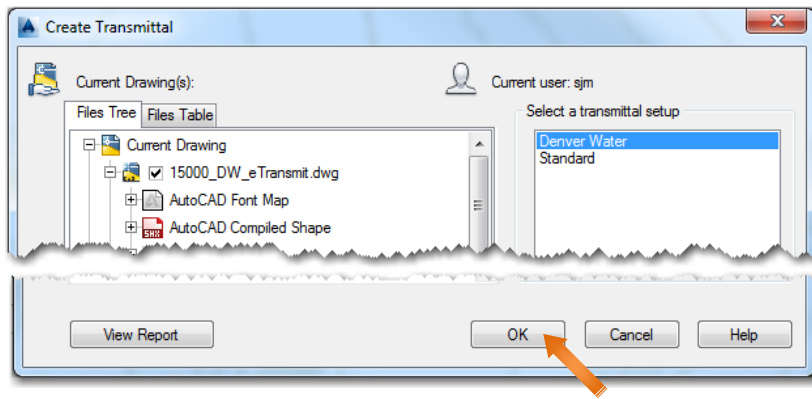 Create Transmittal
Current Drawing(s):
Current user: sjm
Files Tree
Files Table
Select a transmittal setup
Current Drawing
Denver Water
Standard
15000_DW_eTransmit.dwg
AutoCAD Font Map
SHX
AutoCAD Compiled Shape
View Report
OK
Cancel
Help